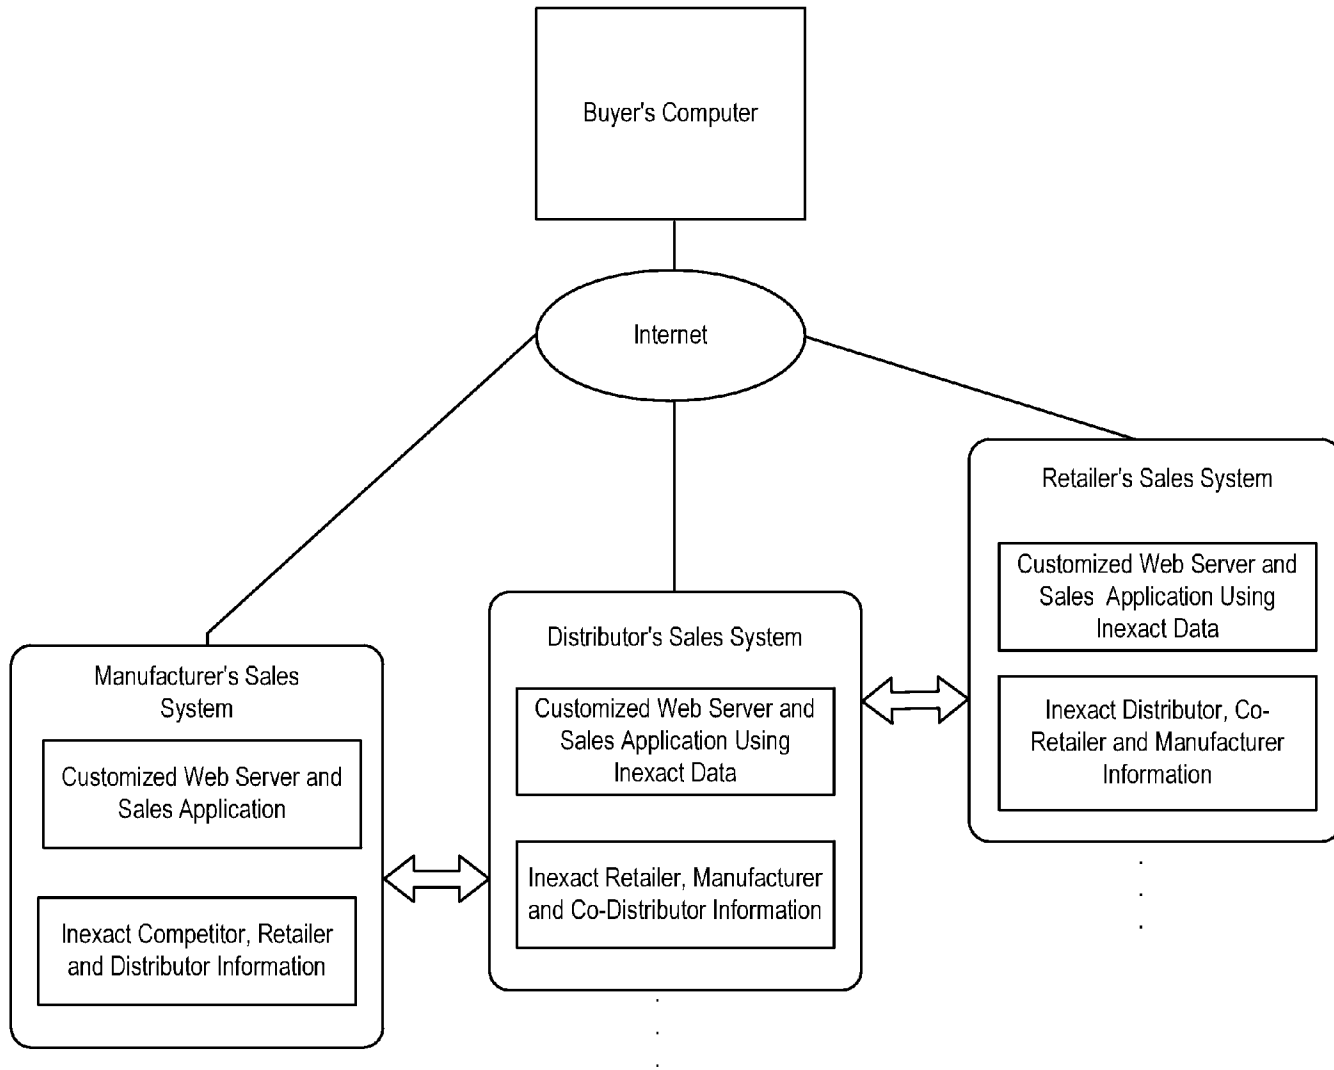 Buyer's Computer
Internet
Retailer's Sales System
Customized Web Server and
Sales Application Using
Inexact Data
Inexact Distributor, Co-
Retailer and Manufacturer
Information
Distributor's Sales System
Customized Web Server and
Sales Application Using
Inexact Data
Inexact Retailer, Manufacturer
and Co-Distributor Information
Manufacturer's Sales
System
Customized Web Server and
Sales Application
Inexact Competitor, Retailer
and Distributor Information